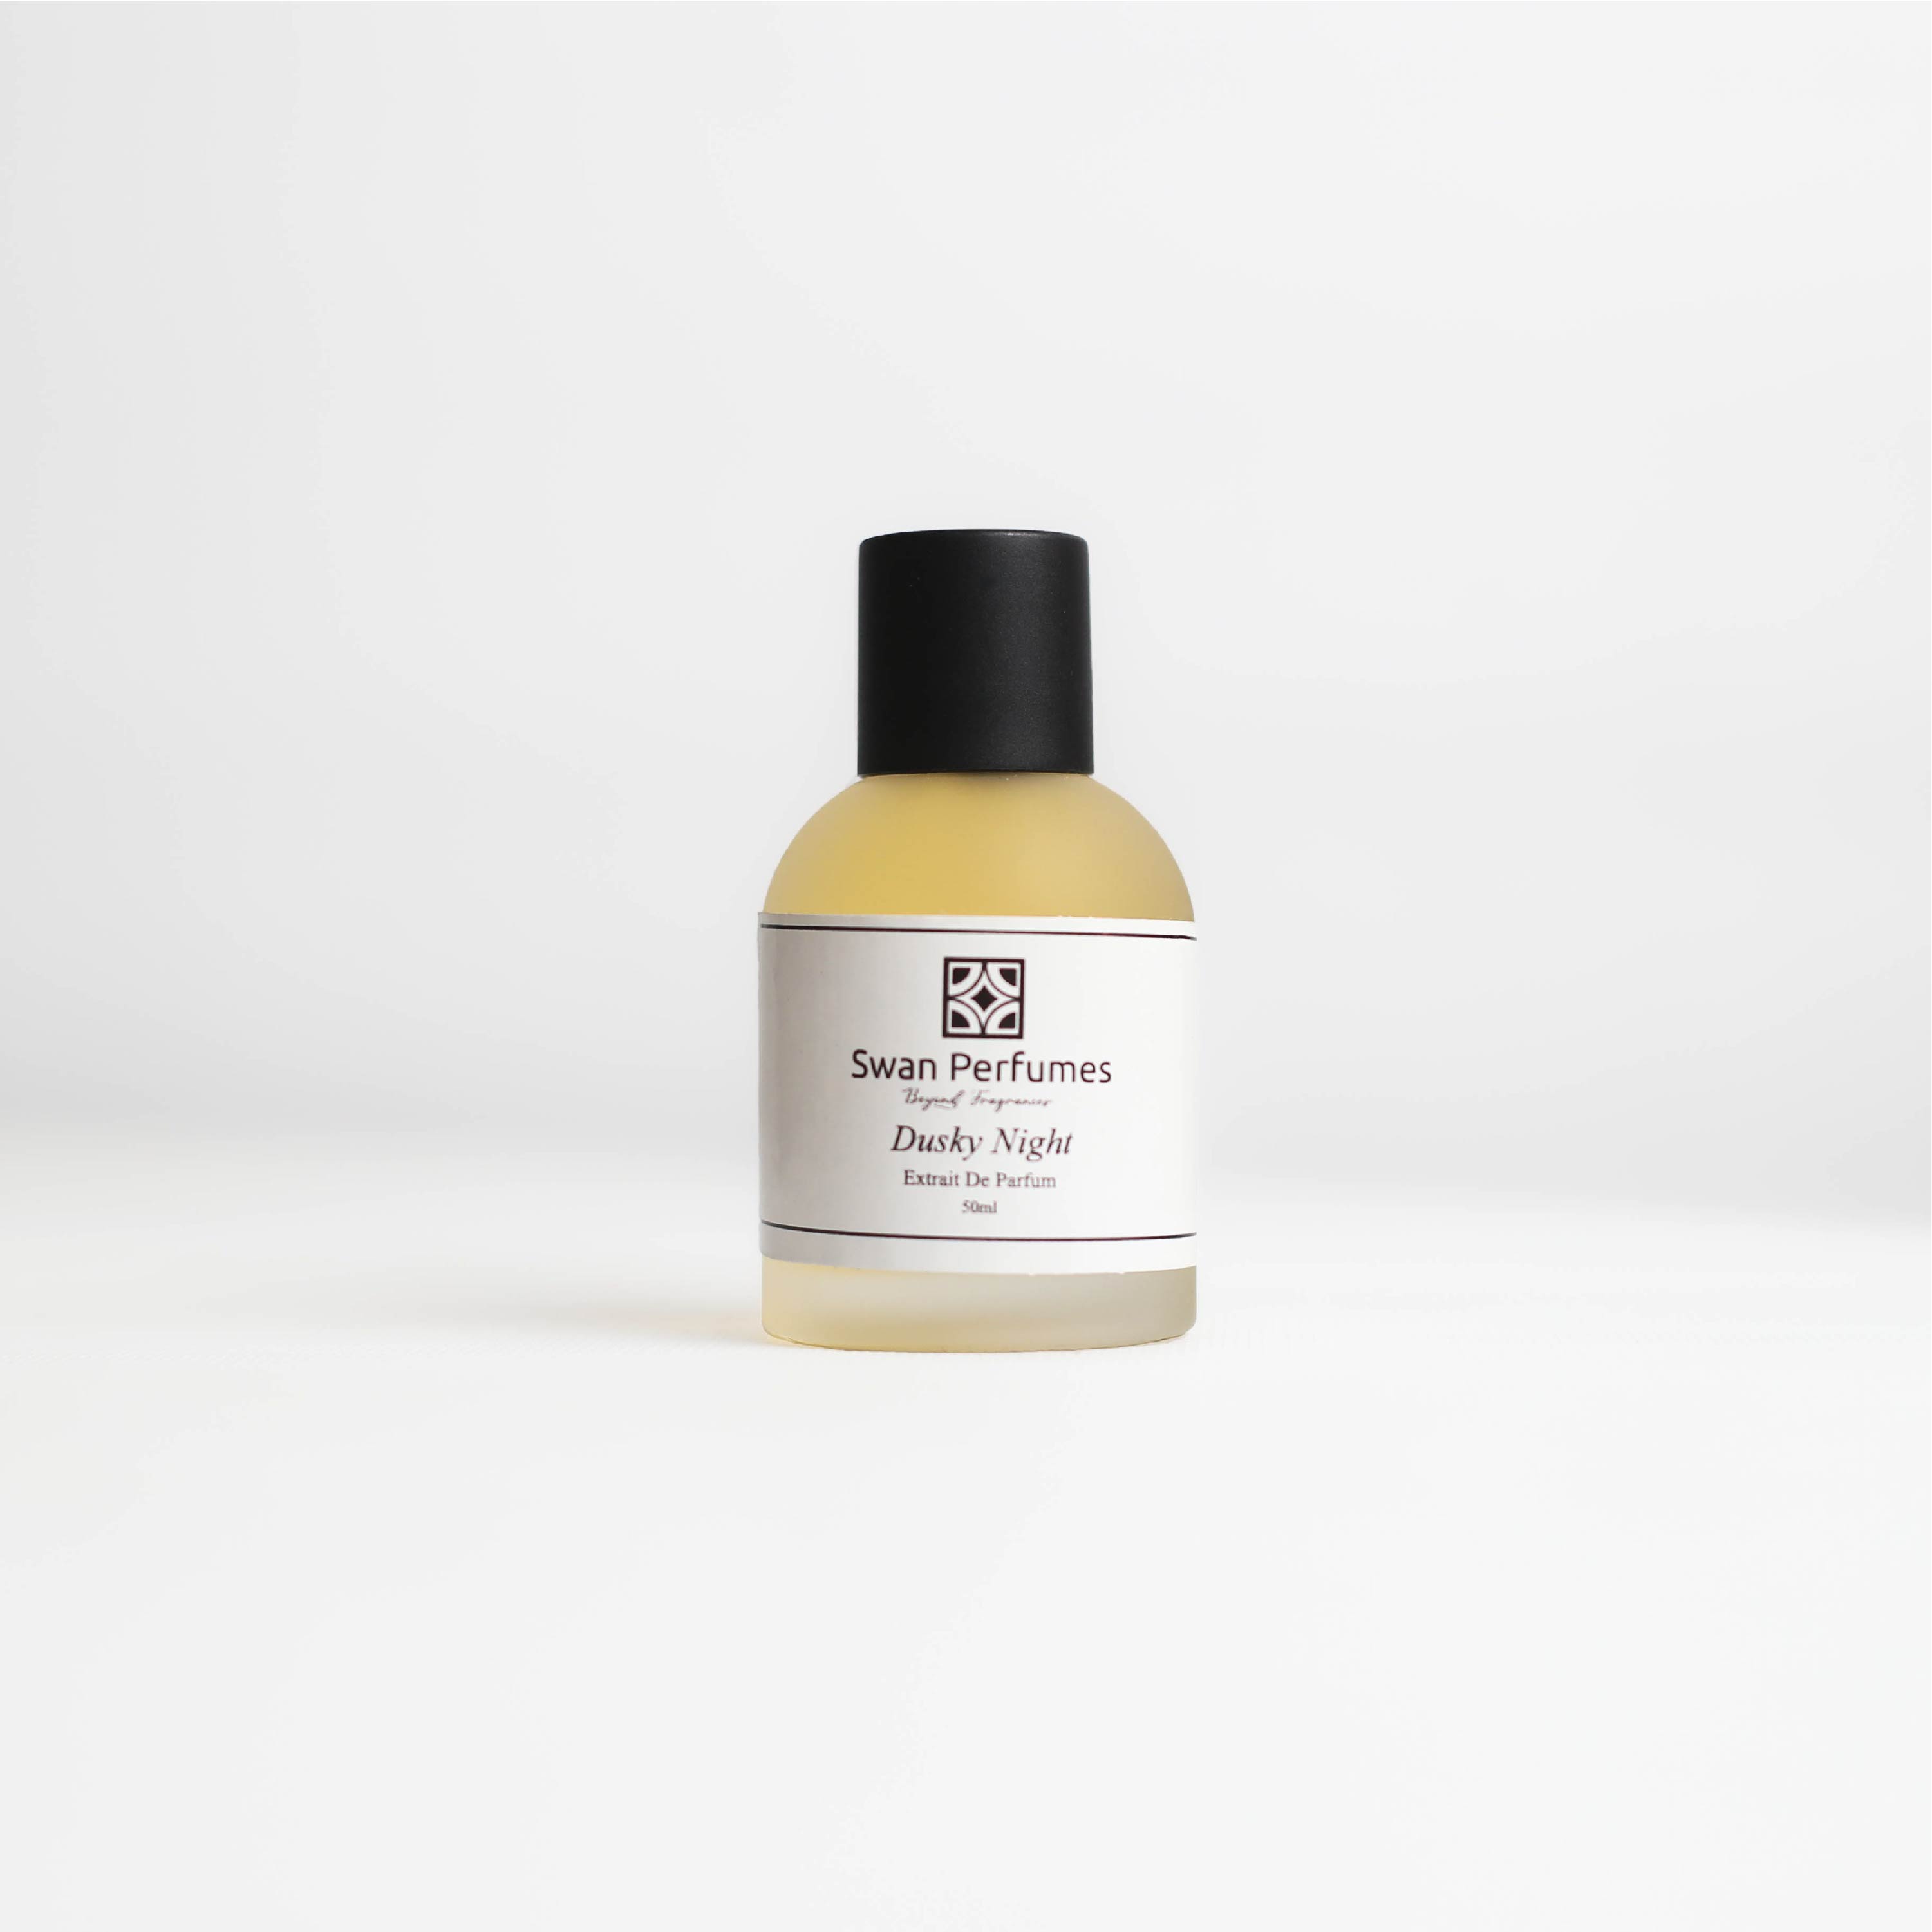 Swan Perfumes
Beyond Fragrances
Dusky Night
Extrait De Parfum
50ml